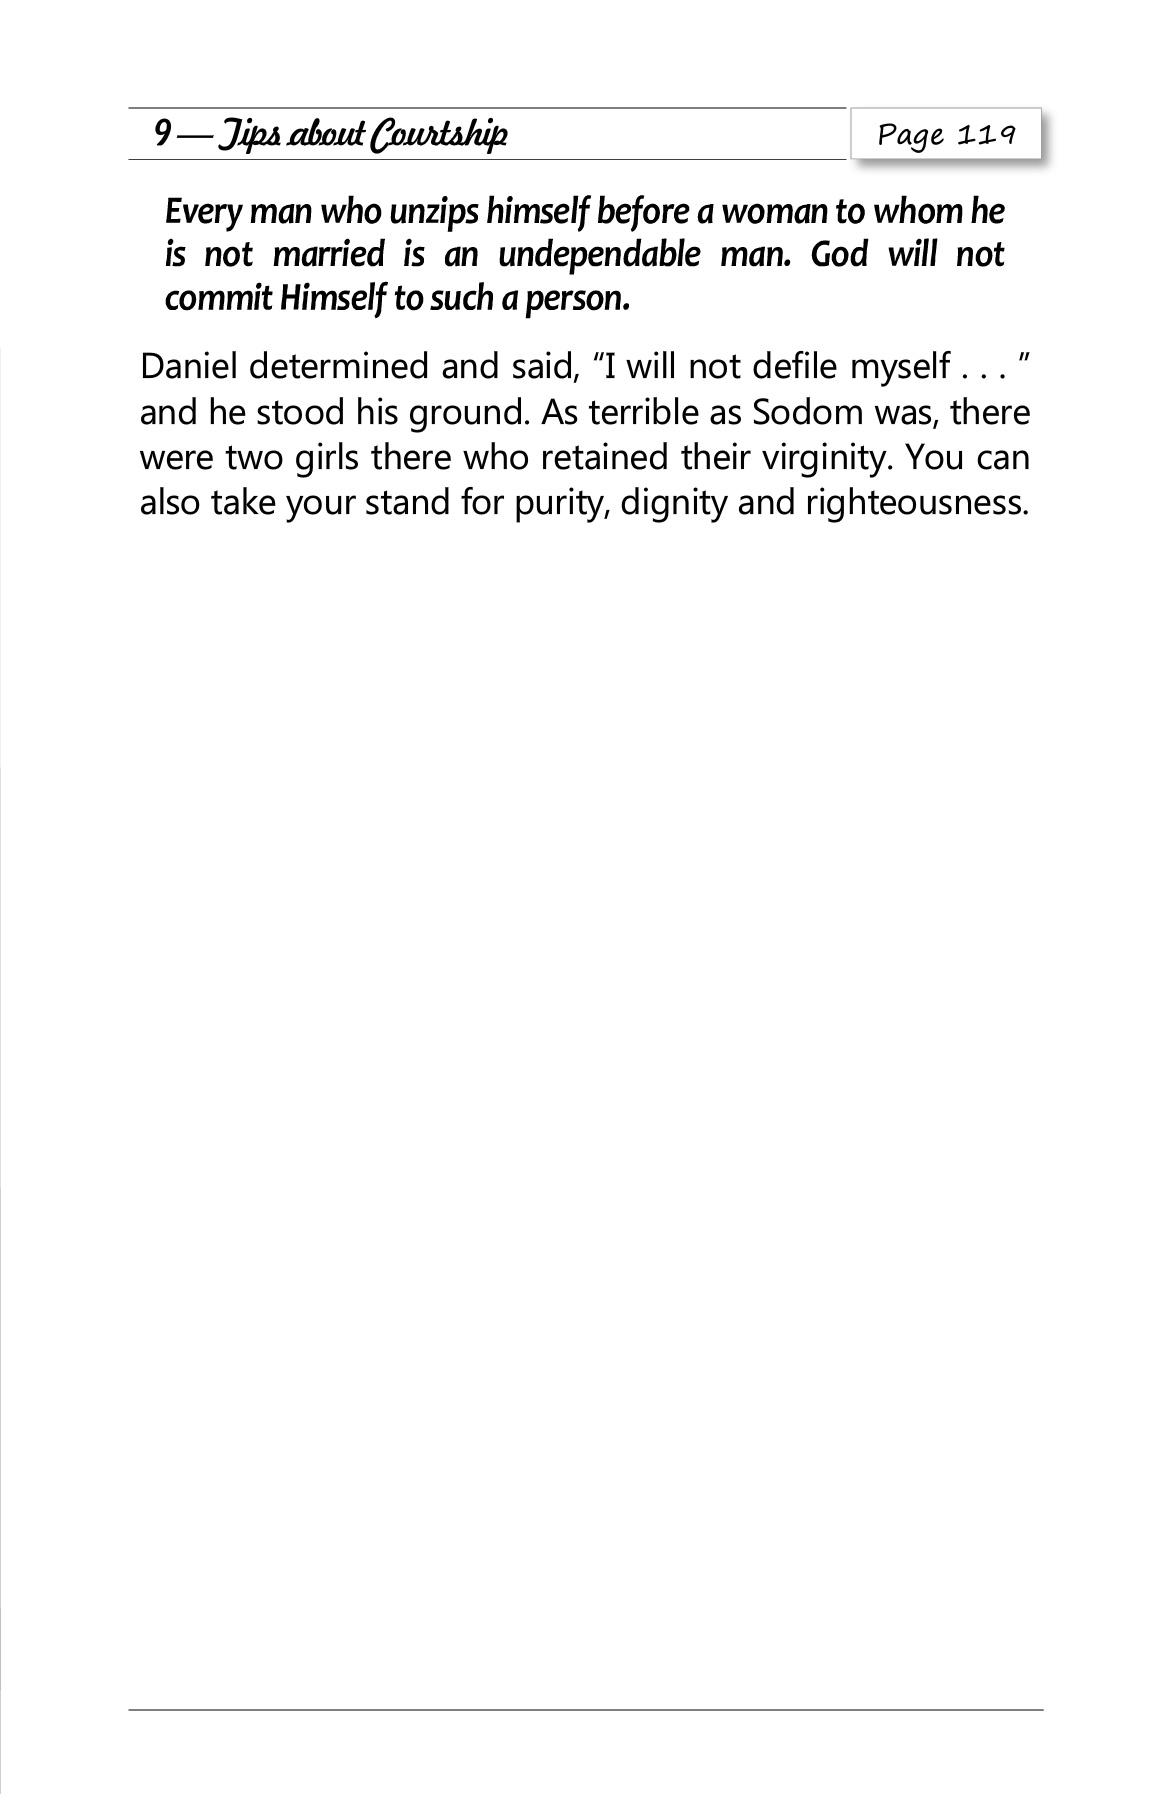 9 — Tips about Courtship
Page 119
Every man who unzips himself before a woman to whom he
is not married is an undependable man. God will not
commit Himself to such a person.
Daniel determined and said, “I will not defile myself . . . ”
and he stood his ground. As terrible as Sodom was, there
were two girls there who retained their virginity. You can
also take your stand for purity, dignity and righteousness.